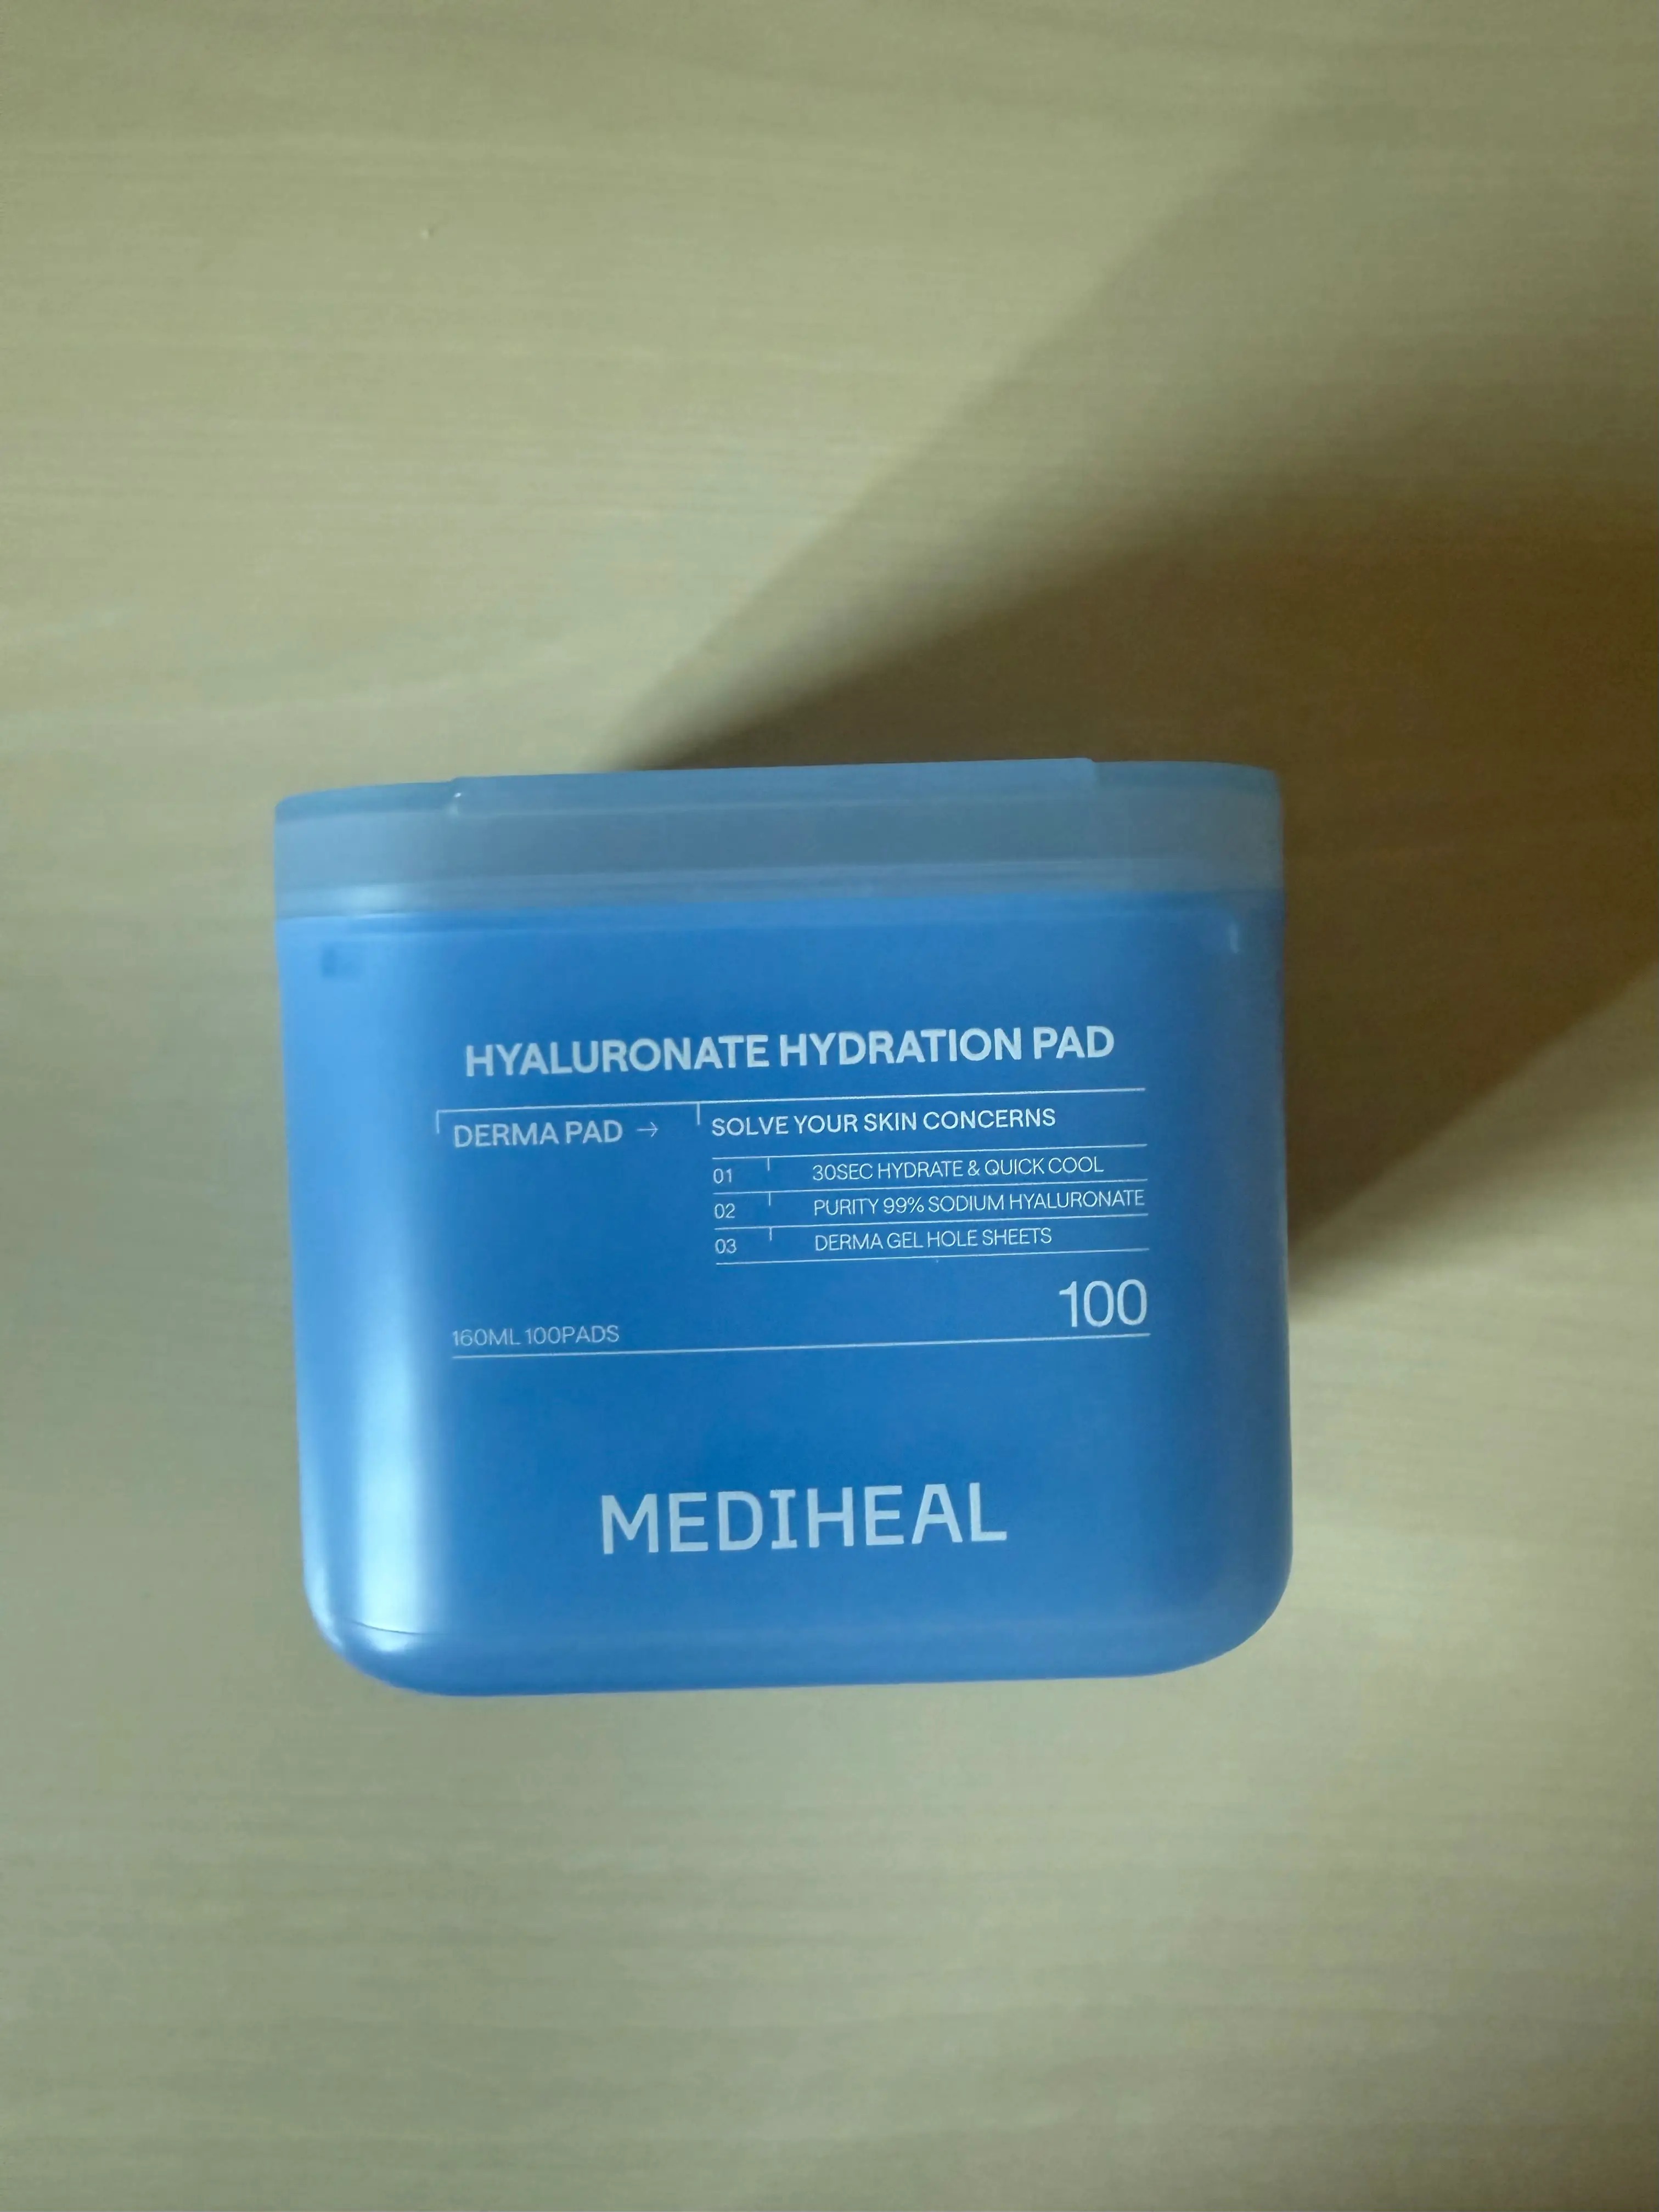 HYALURONATE HYDRATION PAD
DERMA PAD → SOLVE YOUR SKIN CONCERNS
01 30SEC HYDRATE & QUICK COOL
02 PURITY 99% SODIUM HYALURONATE
03 DERMA GEL HOLE SHEETS
100
160ML 100PADS
MEDIHEAL